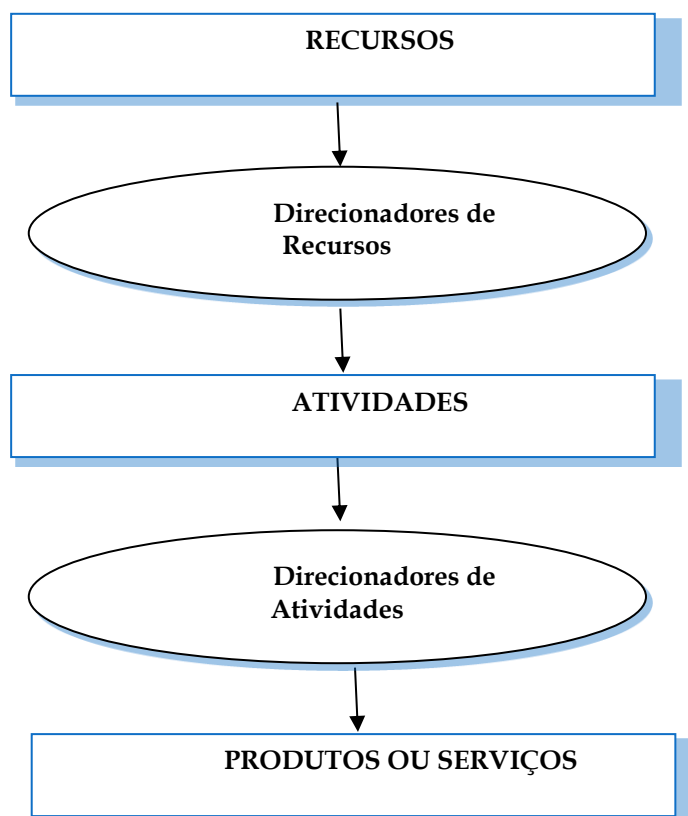 RECURSOS
Direcionadores de
Recursos
ATIVIDADES
Direcionadores de
Atividades
PRODUTOS OU SERVIÇOS